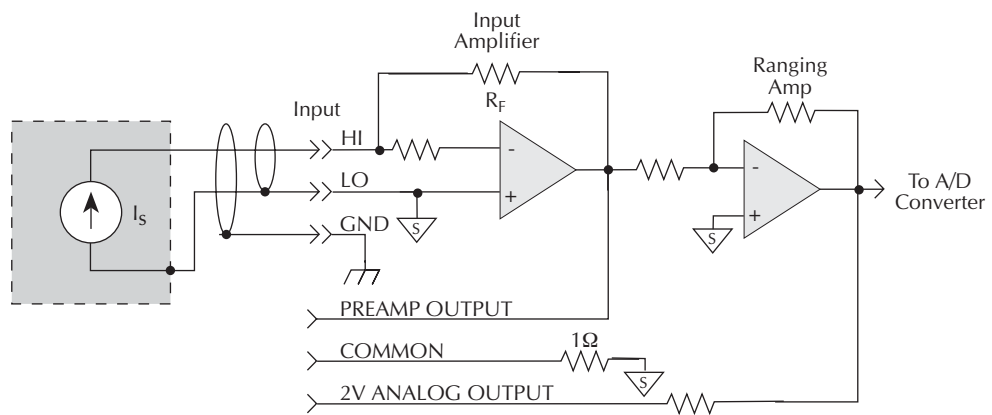 Input
Amplifier
R_F
Ranging
Amp
Input
HI
-
+
LO
S
GND
I_S
-
+
S
To A/D
Converter
PREAMP OUTPUT
COMMON
1Ω
S
2V ANALOG OUTPUT